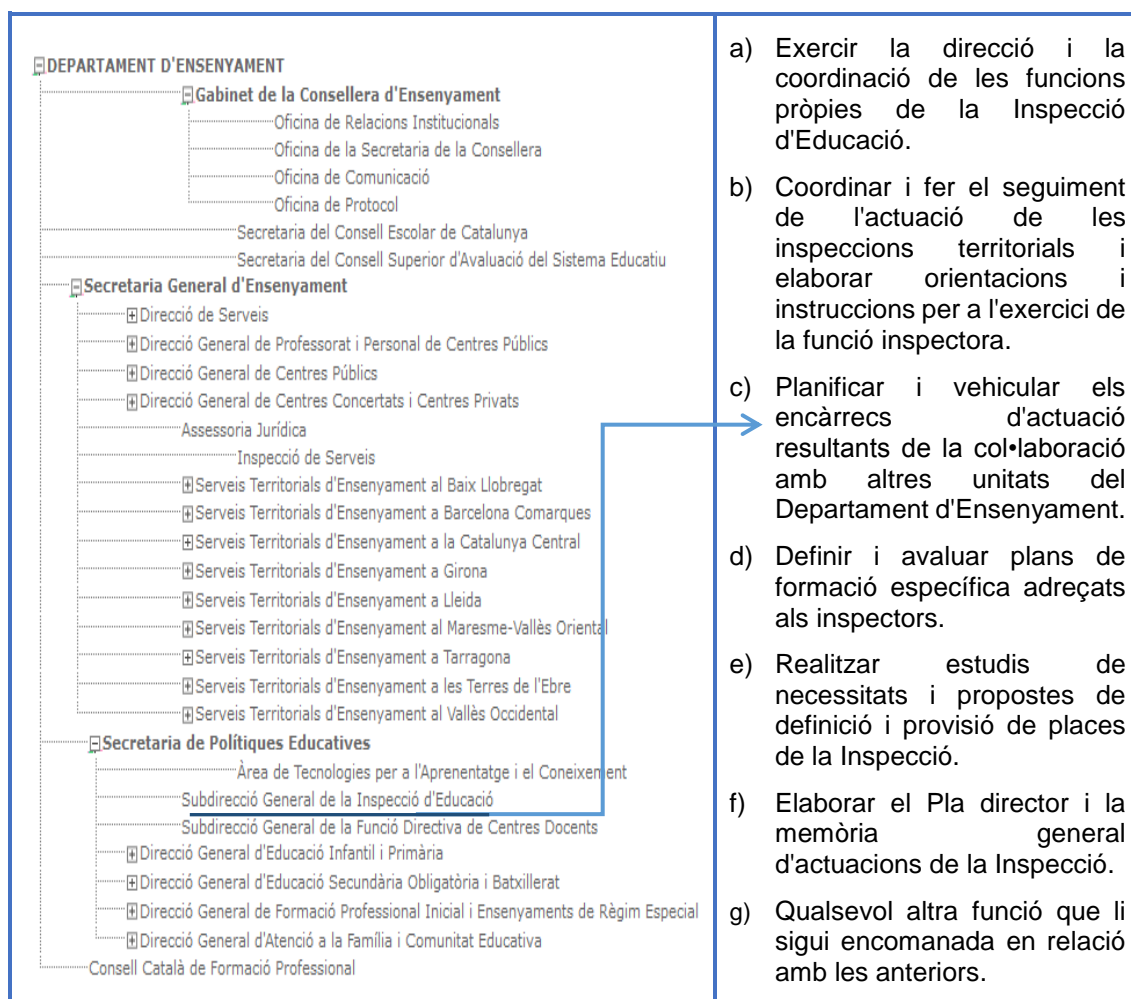 DEPARTAMENT D'ENSENYAMENT
Gabinet de la Consellera d'Ensenyament
Oficina de Relacions Institucionals
Oficina de la Secretaria de la Consellera
Oficina de Comunicació
Oficina de Protocol
Secretaria del Consell Escolar de Catalunya
Secretaria del Consell Superior d'Avaluació del Sistema Educatiu
Secretaria General d'Ensenyament
Direcció de Serveis
Direcció General de Professorat i Personal de Centres Públics
Direcció General de Centres Públics
Direcció General de Centres Concertats i Centres Privats
Assessoria Jurídica
Inspecció de Serveis
Serveis Territorials d'Ensenyament al Baix Llobregat
Serveis Territorials d'Ensenyament a Barcelona Comarques
Serveis Territorials d'Ensenyament a la Catalunya Central
Serveis Territorials d'Ensenyament a Girona
Serveis Territorials d'Ensenyament a Lleida
Serveis Territorials d'Ensenyament al Maresme-Vallès Oriental
Serveis Territorials d'Ensenyament a Tarragona
Serveis Territorials d'Ensenyament a les Terres de l'Ebre
Serveis Territorials d'Ensenyament al Vallès Occidental
Secretaria de Polítiques Educatives
Àrea de Tecnologies per a l'Aprenentatge i el Coneixement
Subdirecció General de la Inspecció d'Educació
Subdirecció General de la Funció Directiva de Centres Docents
Direcció General d'Educació Infantil i Primària
Direcció General d'Educació Secundària Obligatòria i Batxillerat
Direcció General de Formació Professional Inicial i Ensenyaments de Règim Especial
Direcció General d'Atenció a la Família i Comunitat Educativa
Consell Català de Formació Professional
a) Exercir la direcció i la
coordinació de les funcions
pròpies de la Inspecció
d'Educació.
b) Coordinar i fer el seguiment
de l'actuació de les
inspeccions territorials i
elaborar orientacions i
instruccions per a l'exercici de
la funció inspectora.
c) Planificar i vehicular els
encàrrecs d'actuació
resultants de la col•laboració
amb altres unitats del
Departament d'Ensenyament.
d) Definir i avaluar plans de
formació específica adreçats
als inspectors.
e) Realitzar estudis de
necessitats i propostes de
definició i provisió de places
de la Inspecció.
f) Elaborar el Pla director i la
memòria general
d'actuacions de la Inspecció.
g) Qualsevol altra funció que li
sigui encomanada en relació
amb les anteriors.